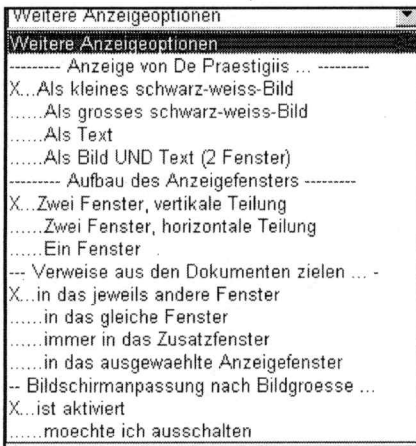 Weitere Anzeigeoptionen
Weitere Anzeigeoptionen
--------- Anzeige von De Praestigiis ... ---------
X...Als kleines schwarz-weiss-Bild
......Als grosses schwarz-weiss-Bild
......Als Text
......Als Bild UND Text (2 Fenster)
--------- Aufbau des Anzeigefensters ---------
X...Zwei Fenster, vertikale Teilung
......Zwei Fenster, horizontale Teilung
......Ein Fenster
--- Verweise aus den Dokumenten zielen ... -
X...in das jeweils andere Fenster
......in das gleiche Fenster
......immer in das Zusatzfenster
......in das ausgewaehlte Anzeigefenster
-- Bildschirmanpassung nach Bildgroesse ...
X...ist aktiviert
......moechte ich ausschalten